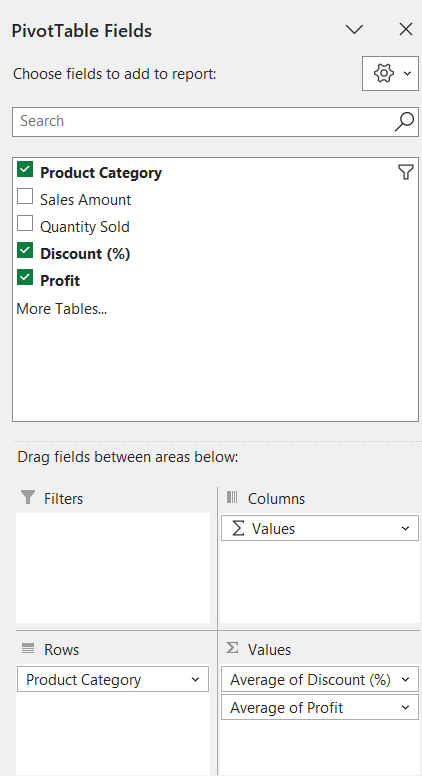 PivotTable Fields
Choose fields to add to report:
Search
Product Category
Sales Amount
Quantity Sold
Discount (%)
Profit
More Tables...
Drag fields between areas below:
Filters
Columns
Values
Rows
Product Category
Values
Average of Discount (%)
Average of Profit